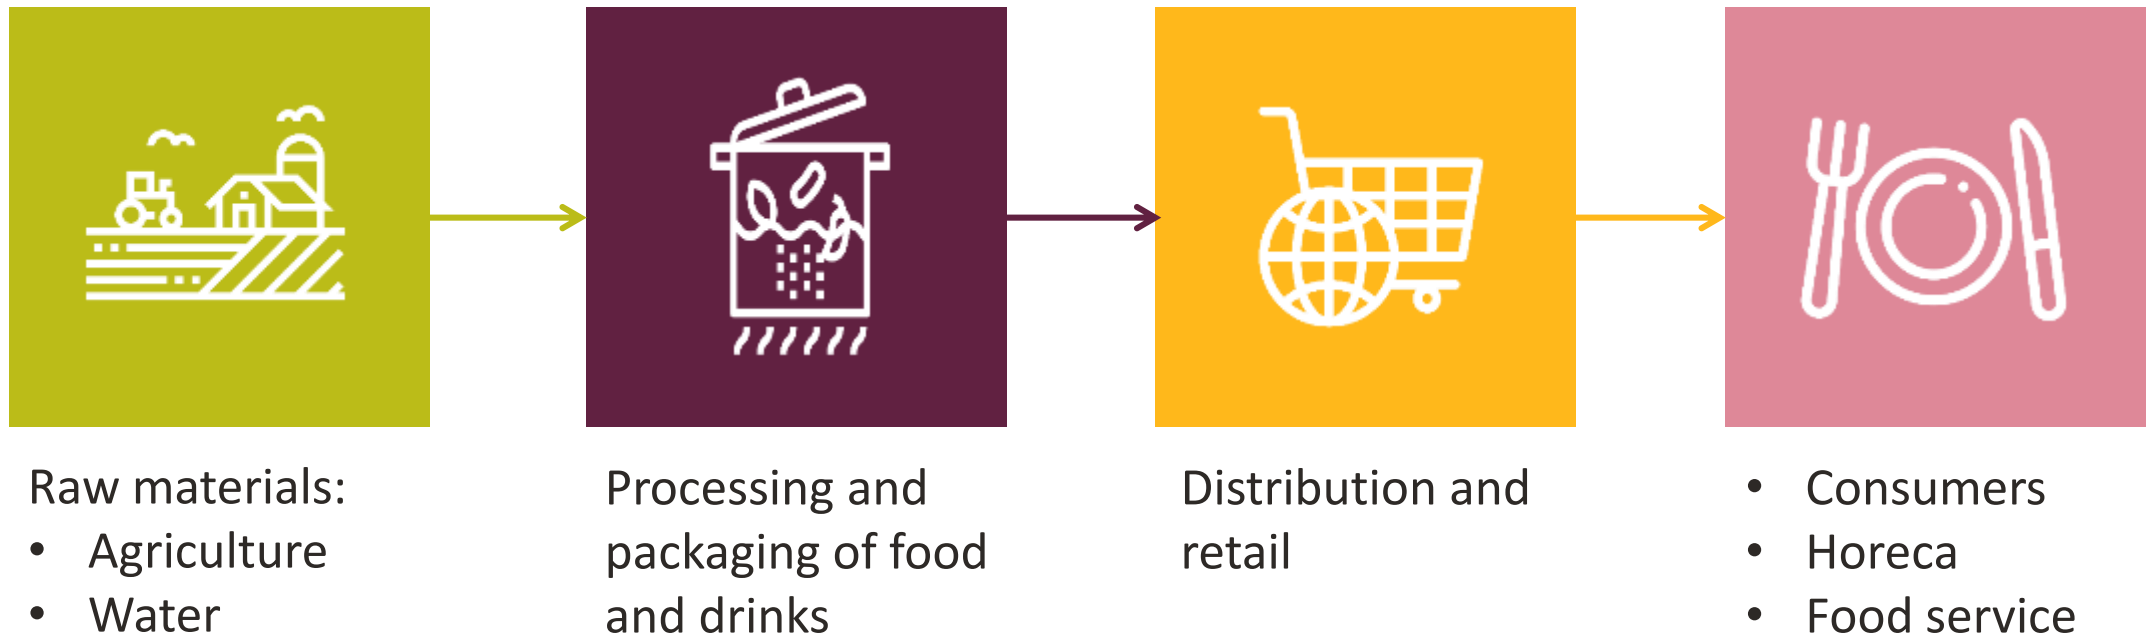 Raw materials:
• Agriculture
• Water
Processing and
packaging of food
and drinks
Distribution and
retail
• Consumers
• Horeca
• Food service